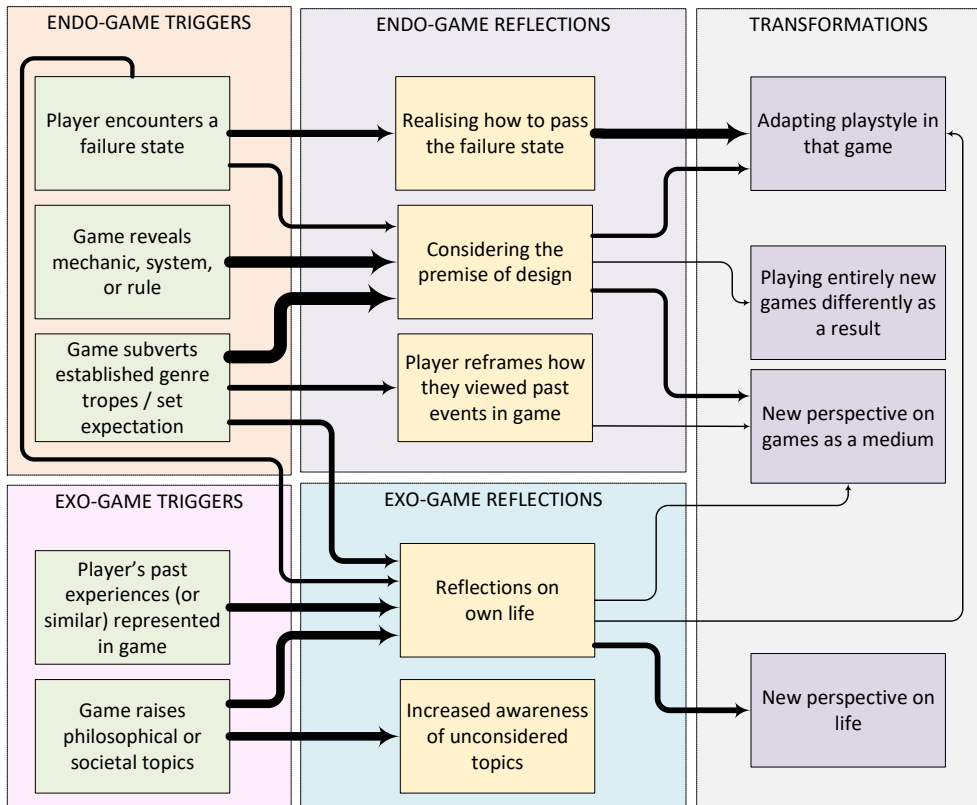 ENDO-GAME TRIGGERS
Player encounters a
failure state
Game reveals
mechanic, system,
or rule
Game subverts
established genre
tropes / set
expectation
ENDO-GAME REFLECTIONS
Realising how to pass
the failure state
Considering the
premise of design
Player reframes how
they viewed past
events in game
TRANSFORMATIONS
Adapting playstyle in
that game
Playing entirely new
games differently as
a result
New perspective on
games as a medium
New perspective on
life
EXO-GAME TRIGGERS
Player’s past
experiences (or
similar) represented
in game
Game raises
philosophical or
societal topics
EXO-GAME REFLECTIONS
Reflections on
own life
Increased awareness
of unconsidered
topics